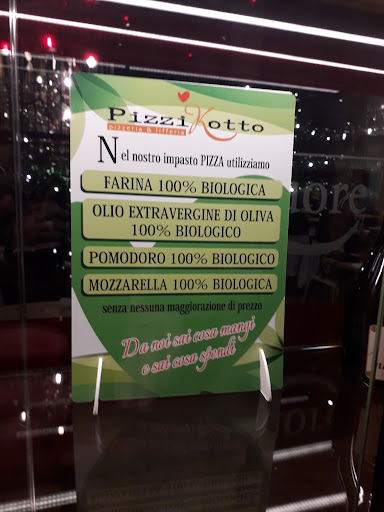 PizziKotto
pizzeria & sfizeria
Nel nostro impasto PIZZA utilizziamo
FARINA 100% BIOLOGICA
OLIO EXTRAVERGINE DI OLIVA
100% BIOLOGICO
POMODORO 100% BIOLOGICO
MOZZARELLA 100% BIOLOGICA
senza nessuna maggiorazione di prezzo
Da noi sai cosa mangi
e sai cosa spendi